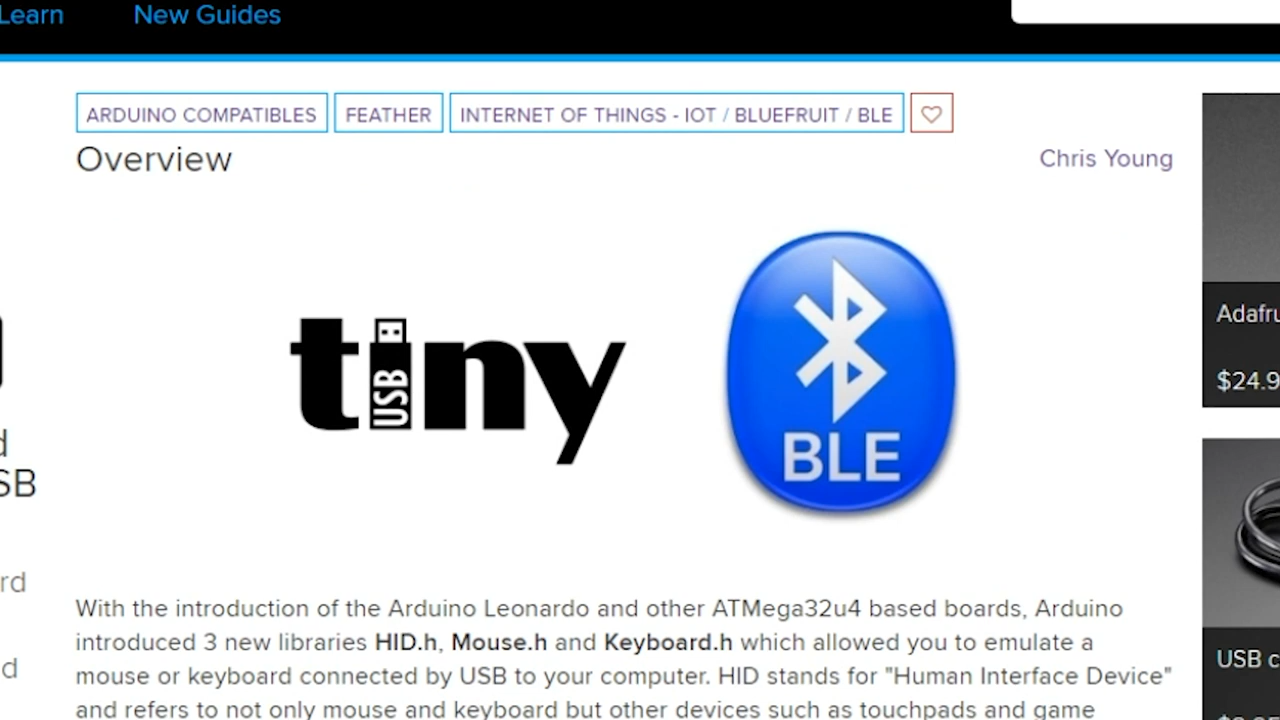 Learn New Guides
ARDUINO COMPATIBLES FEATHER INTERNET OF THINGS - IOT / BLUEFRUIT / BLE
Overview Chris Young
tiny
USB
BLE
With the introduction of the Arduino Leonardo and other ATMega32u4 based boards, Arduino
introduced 3 new libraries HID.h, Mouse.h and Keyboard.h which allowed you to emulate a
mouse or keyboard connected by USB to your computer. HID stands for "Human Interface Device"
and refers to not only mouse and keyboard but other devices such as touchpads and game
SB
rd
d
Adafru
$24.9
USB c